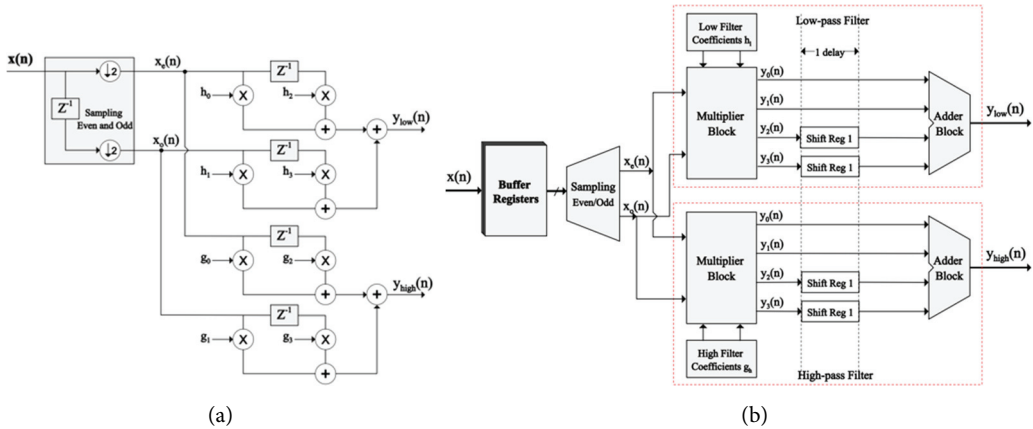 x(n)
↓2
xₑ(n)
Z⁻¹
Sampling
Even and Odd
↓2
xₒ(n)
Z⁻¹
h₀
X
h₂
X
+
+
y_low(n)
Z⁻¹
h₁
X
h₃
X
+
Z⁻¹
g₀
X
g₂
X
+
+
y_high(n)
Z⁻¹
g₁
X
g₃
X
+
(a)
x(n)
Buffer
Registers
Sampling
Even/Odd
xₑ(n)
xₒ(n)
Low-pass Filter
Low Filter
Coefficients hₗ
1 delay
Multiplier
Block
y₀(n)
y₁(n)
y₂(n)
Shift Reg 1
y₃(n)
Shift Reg 1
Adder
Block
y_low(n)
Multiplier
Block
y₀(n)
y₁(n)
y₂(n)
Shift Reg 1
y₃(n)
Shift Reg 1
Adder
Block
y_high(n)
High Filter
Coefficients gₕ
High-pass Filter
(b)